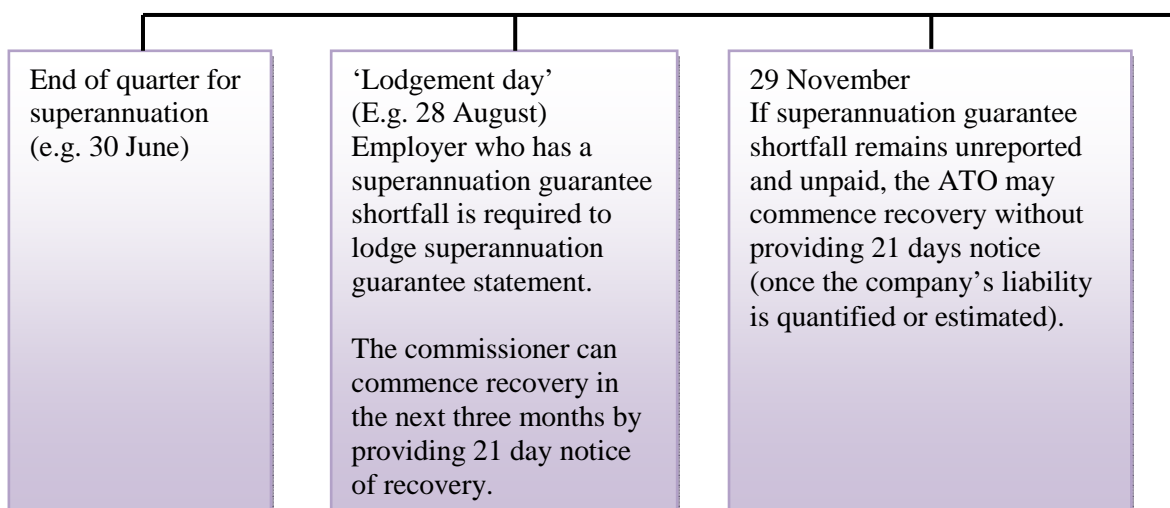 End of quarter for
superannuation
(e.g. 30 June)
‘Lodgement day’
(E.g. 28 August)
Employer who has a
superannuation guarantee
shortfall is required to
lodge superannuation
guarantee statement.
The commissioner can
commence recovery in
the next three months by
providing 21 day notice
of recovery.
29 November
If superannuation guarantee
shortfall remains unreported
and unpaid, the ATO may
commence recovery without
providing 21 days notice
(once the company’s liability
is quantified or estimated).